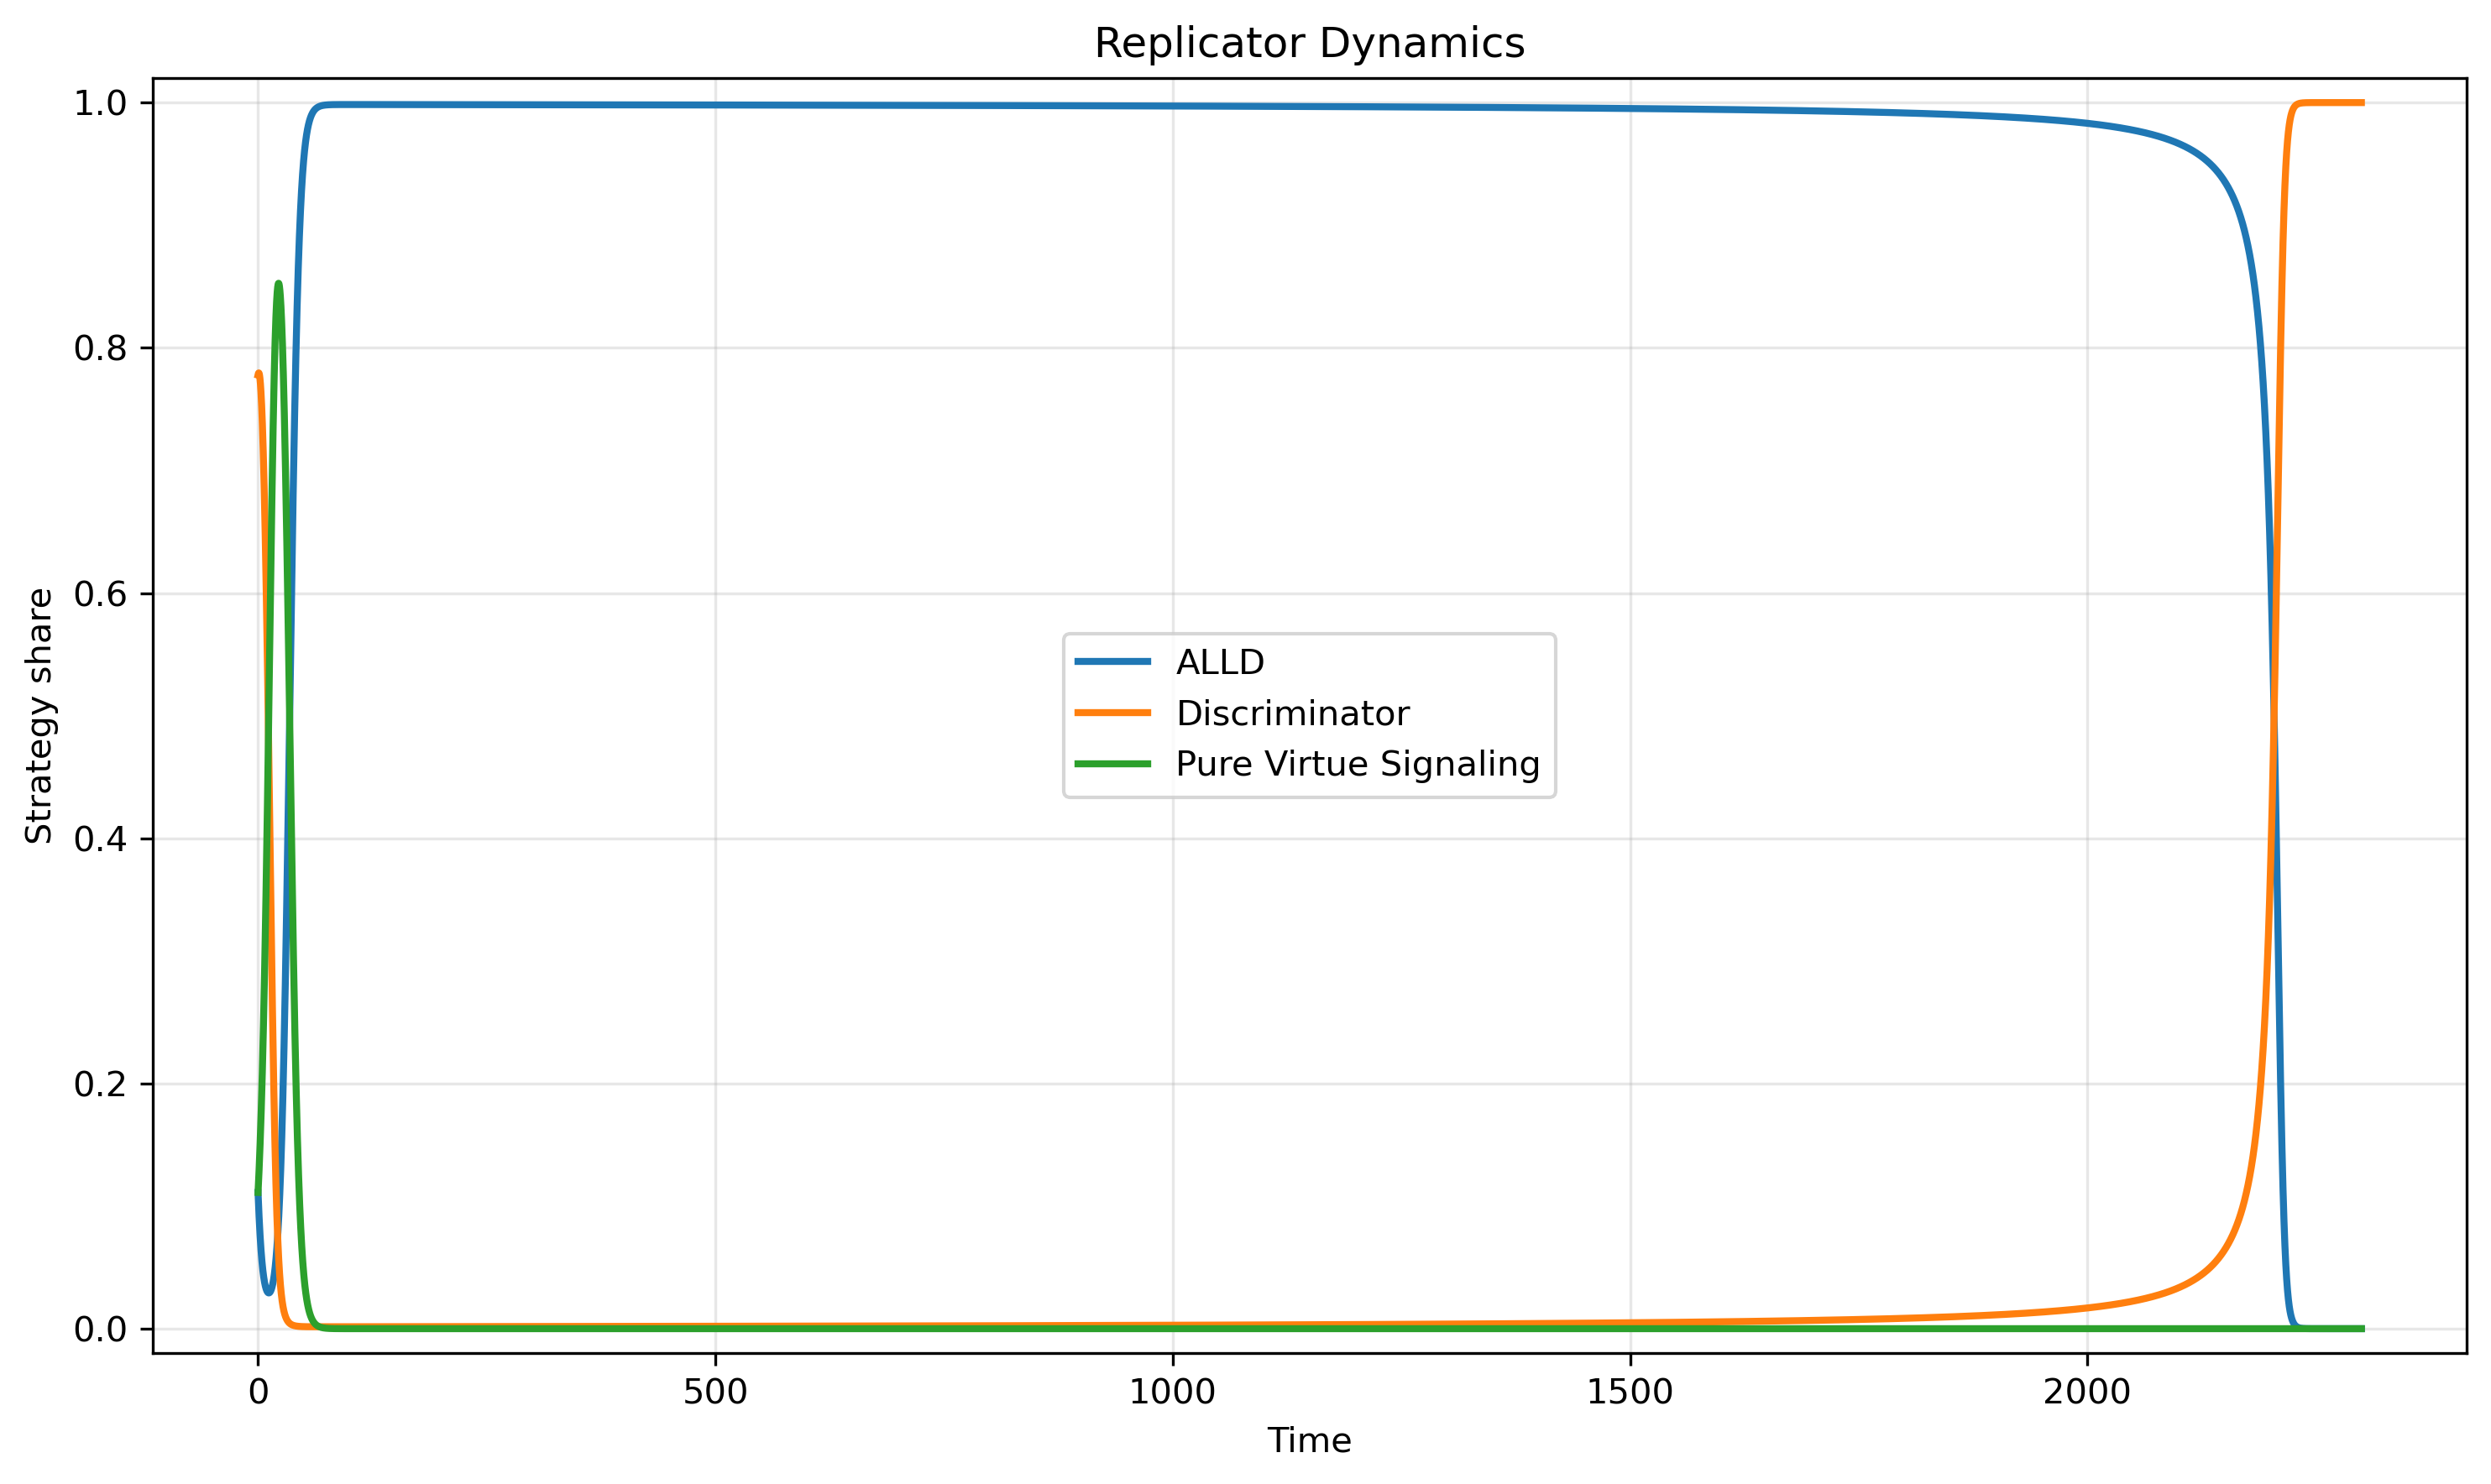 Replicator Dynamics
1.0
0.8
0.6
0.4
0.2
0.0
Strategy share
ALLD
Discriminator
Pure Virtue Signaling
0 500 1000 1500 2000
Time